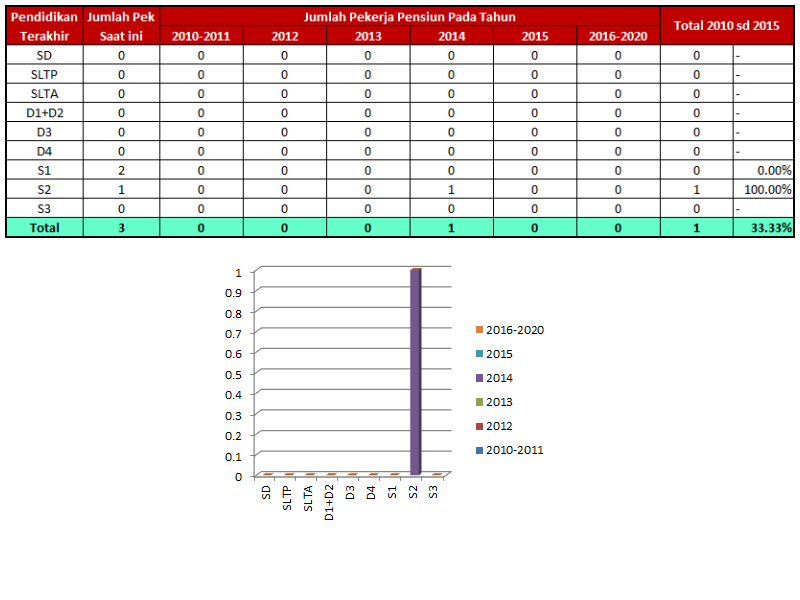 Pendidikan Jumlah Pek Jumlah Pekerja Pensiun Pada Tahun Total 2010 sd 2015
Terakhir Saat ini 2010-2011 2012 2013 2014 2015 2016-2020
SD 0 0 0 0 0 0 0 0 -
SLTP 0 0 0 0 0 0 0 0 -
SLTA 0 0 0 0 0 0 0 0 -
D1+D2 0 0 0 0 0 0 0 0 -
D3 0 0 0 0 0 0 0 0 -
D4 0 0 0 0 0 0 0 0 -
S1 2 0 0 0 0 0 0 0 0.00%
S2 1 0 0 0 1 0 0 1 100.00%
S3 0 0 0 0 0 0 0 0 -
Total 3 0 0 0 1 0 0 1 33.33%
1
0.9
0.8
0.7
0.6
0.5
0.4
0.3
0.2
0.1
0
SD SLTP SLTA D1+D2 D3 D4 S1 S2 S3
2016-2020
2015
2014
2013
2012
2010-2011